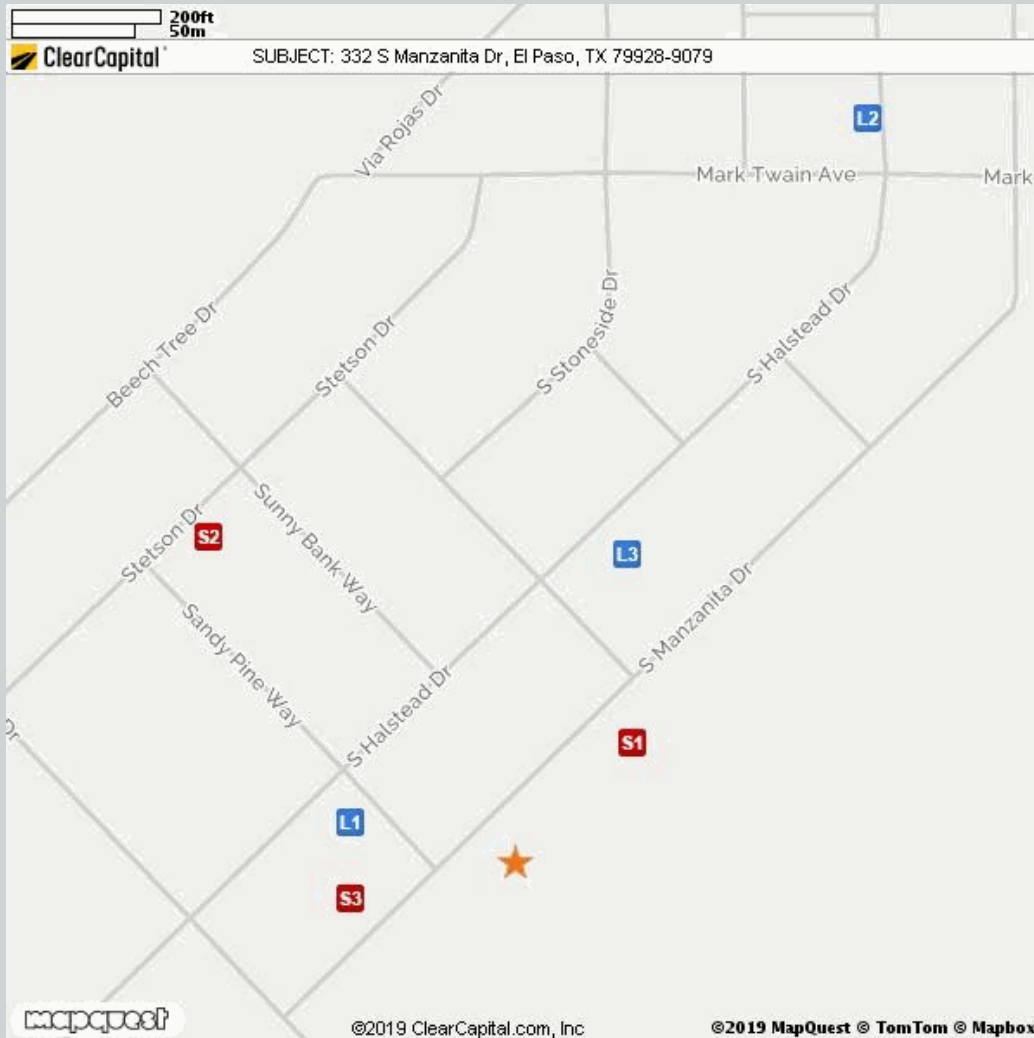 200ft
50m
ClearCapital
SUBJECT: 332 S Manzanita Dr, El Paso, TX 79928-9079
Via Rojas Dr
L2
Mark Twain Ave
Mark
Beech Tree Dr
Stetson Dr
S Stoneside Dr
S Halstead Dr
Stetson Dr
S2
Sunny Bank Way
L3
Sandy Pine Way
S Manzanita Dr
S Halstead Dr
Dr
S1
L1
S3
mapquest
©2019 ClearCapital.com, Inc
©2019 MapQuest © TomTom © Mapbox